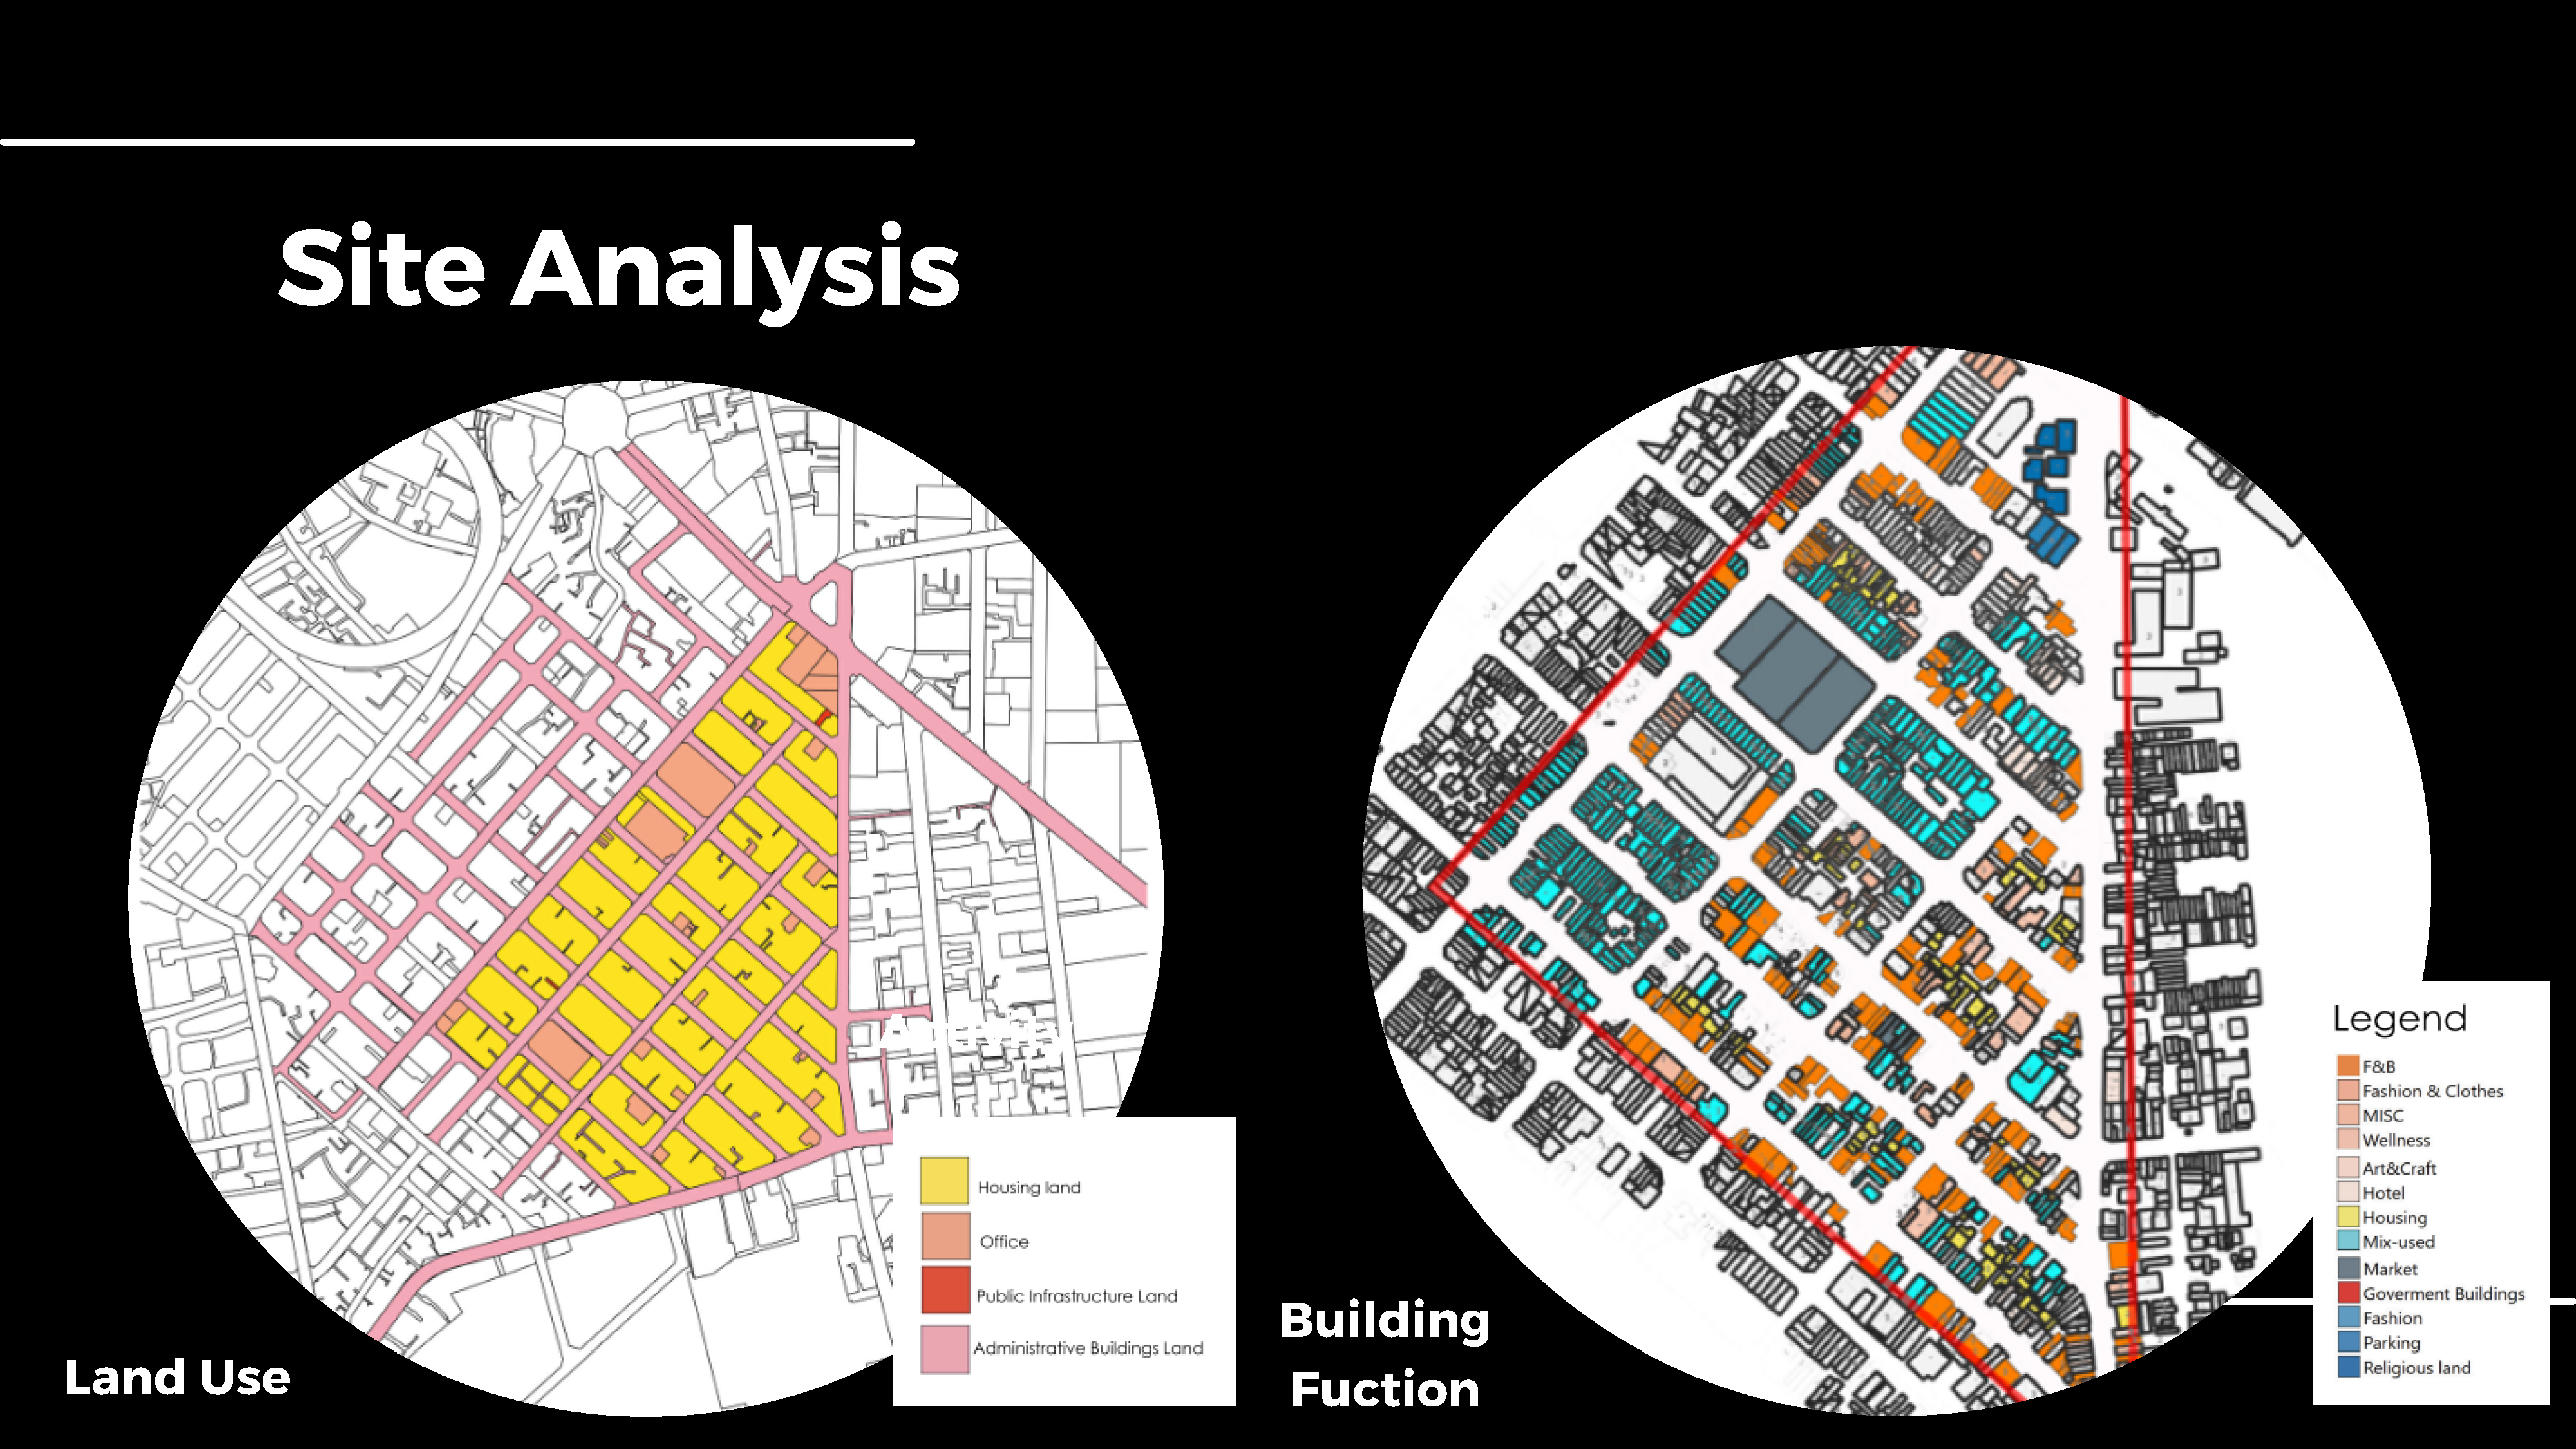 Site Analysis
Housing land
Office
Public Infrastructure Land
Administrative Buildings Land
Land Use
Building
Fuction
Legend
F&B
Fashion & Clothes
MISC
Wellness
Art&Craft
Hotel
Housing
Mix-used
Market
Goverment Buildings
Fashion
Parking
Religious land